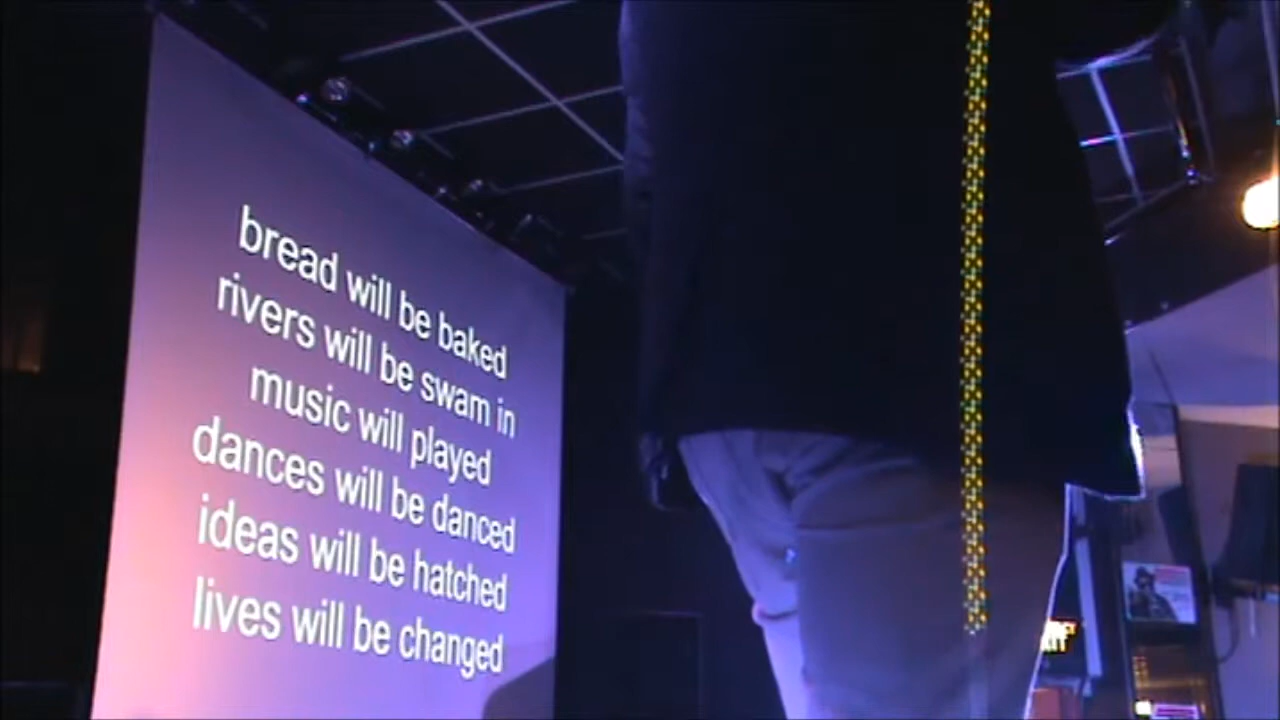 bread will be baked
rivers will be swam in
music will played
dances will be danced
ideas will be hatched
lives will be changed